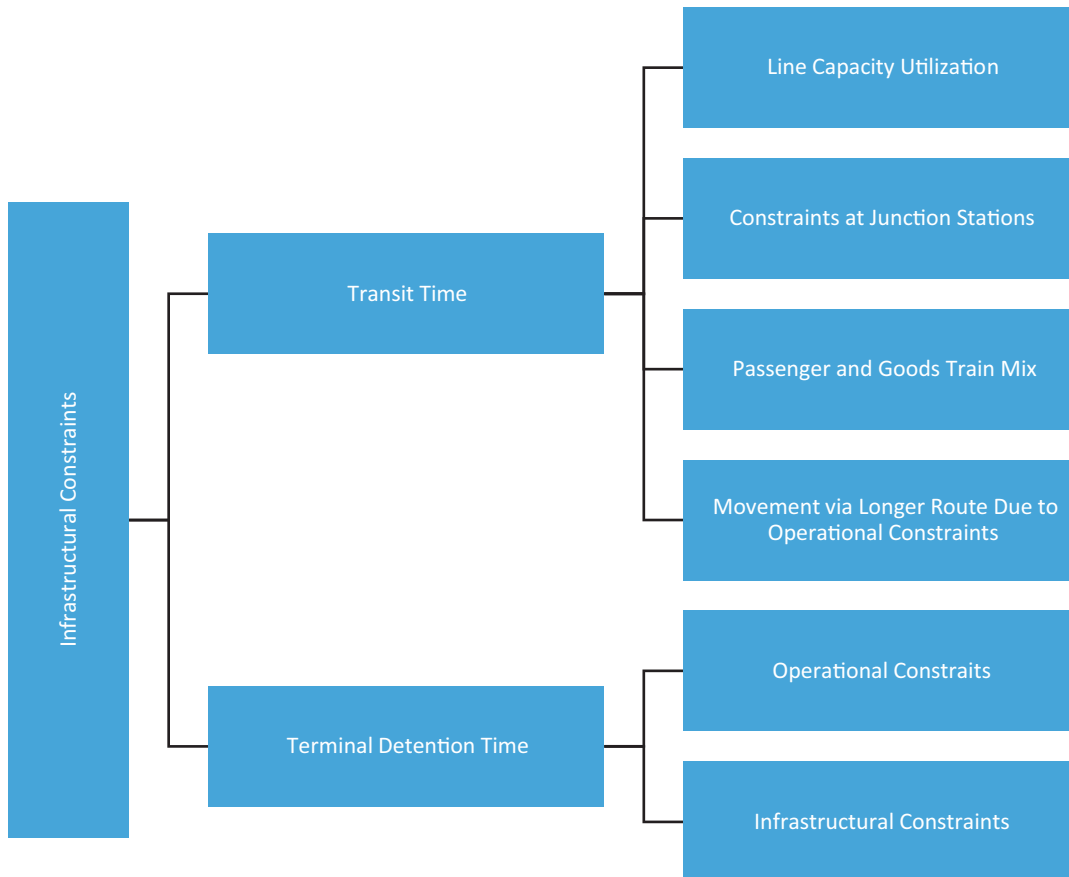 Infrastructural Constraints
Transit Time
Line Capacity Utilization
Constraints at Junction Stations
Passenger and Goods Train Mix
Movement via Longer Route Due to
Operational Constraints
Terminal Detention Time
Operational Constraits
Infrastructural Constraints